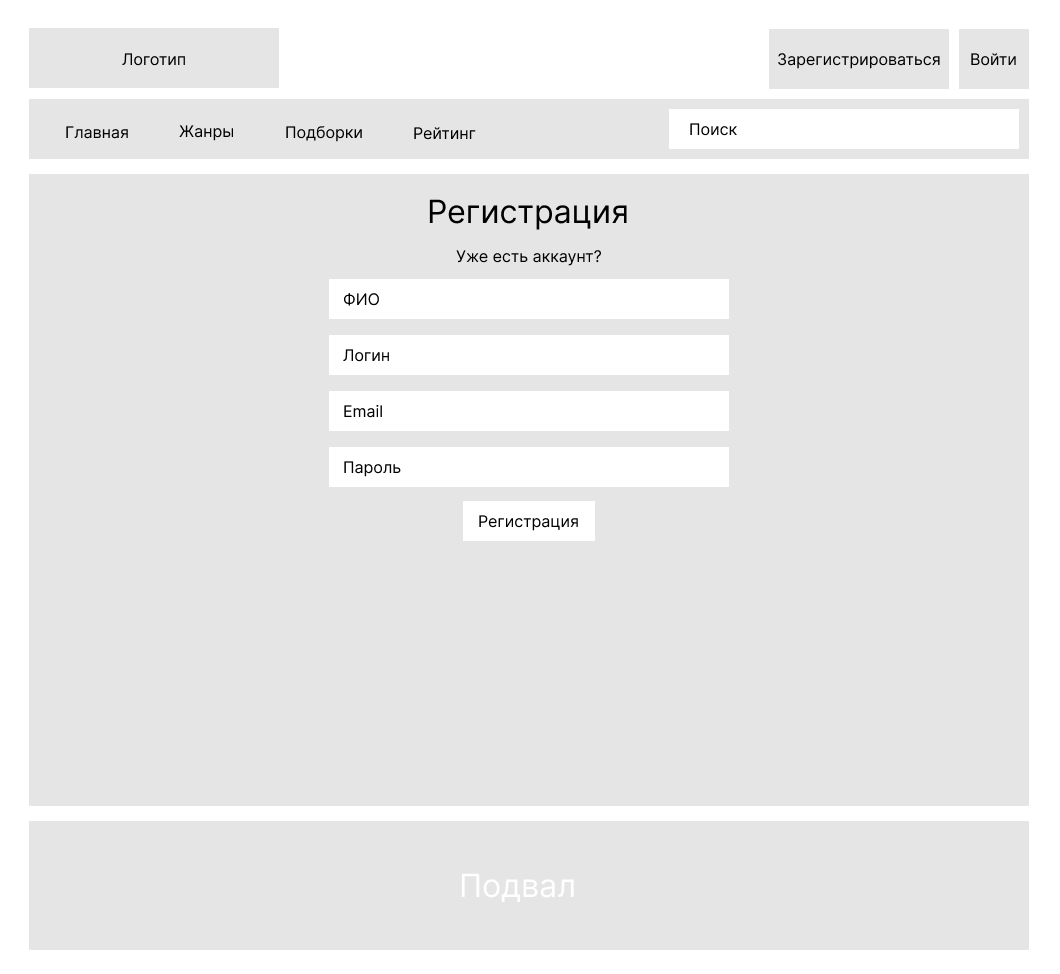 Логотип
Зарегистрироваться
Войти
Главная
Жанры
Подборки
Рейтинг
Поиск
Регистрация
Уже есть аккаунт?
ФИО
Логин
Email
Пароль
Регистрация
Подвал